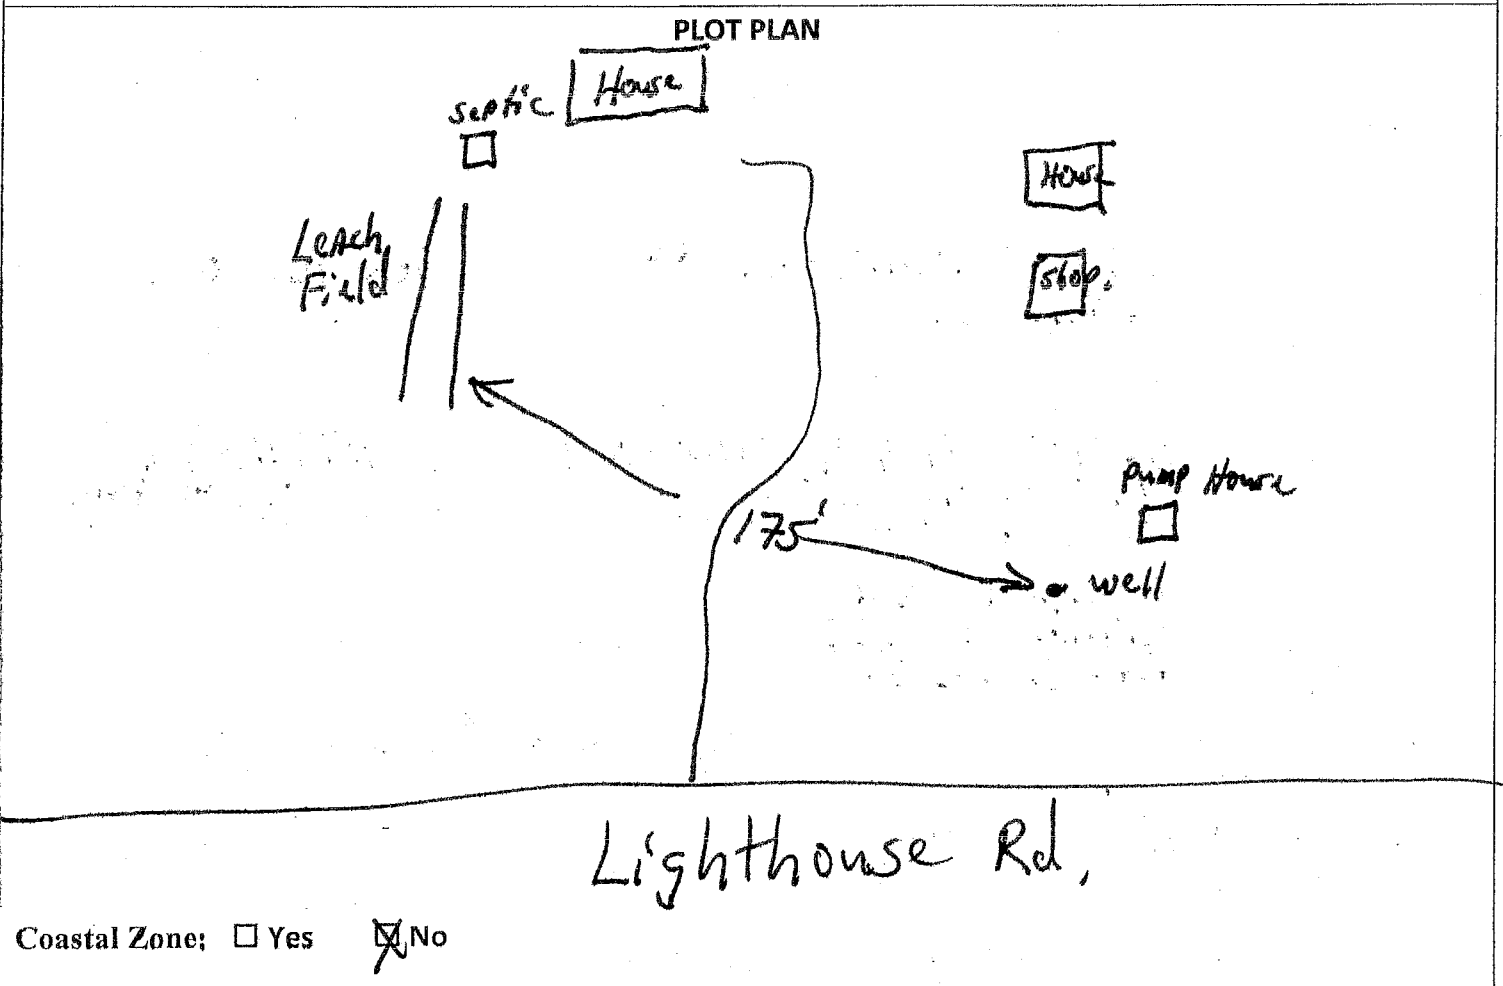 PLOT PLAN
House
septic
House
Leach
Field
Shop.
Pump House
175'
well
Lighthouse Rd.
Coastal Zone: Yes No